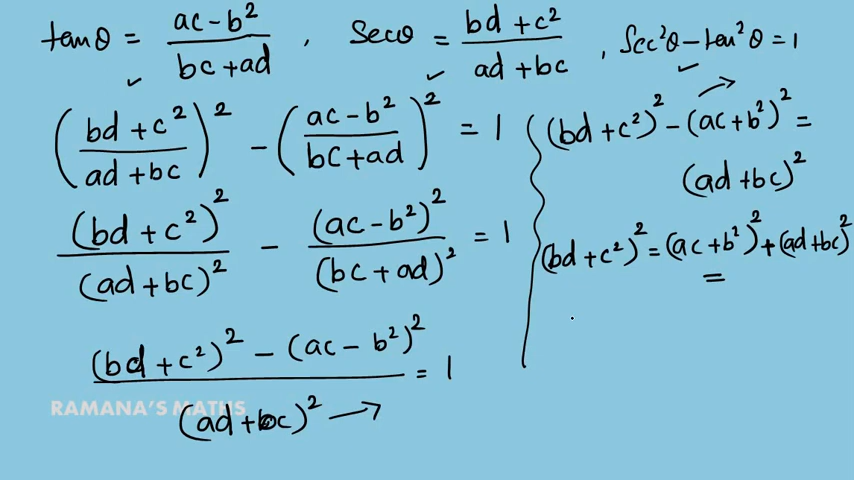 tanθ = (ac - b²)/(bc + ad) , Secθ = (bd + c²)/(ad + bc) , Sec²θ - tan²θ = 1
((bd + c²)/(ad + bc))² - ((ac - b²)/(bc + ad))² = 1
(bd + c²)²/(ad + bc)² - (ac - b²)²/(bc + ad)² = 1
((bd + c²)² - (ac - b²)²)/(ad + bc)² = 1 →
RAMANA'S MATHS
(bd + c²)² - (ac + b²)² =
(ad + bc)²
(bd + c²)² = (ac + b²)² + (ad + bc)²
=